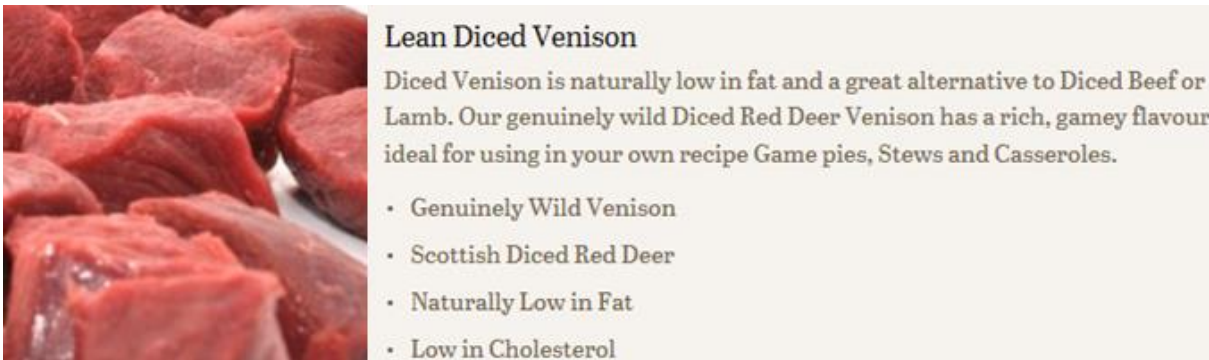 Lean Diced Venison
Diced Venison is naturally low in fat and a great alternative to Diced Beef or
Lamb. Our genuinely wild Diced Red Deer Venison has a rich, gamey flavour
ideal for using in your own recipe Game pies, Stews and Casseroles.
• Genuinely Wild Venison
• Scottish Diced Red Deer
• Naturally Low in Fat
• Low in Cholesterol